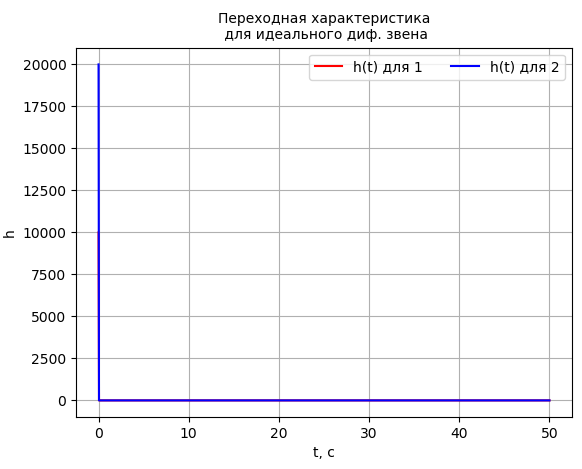 Переходная характеристика
для идеального диф. звена
h(t) для 1
h(t) для 2
20000
17500
15000
12500
10000
7500
5000
2500
0
h
0
10
20
30
40
50
t, c